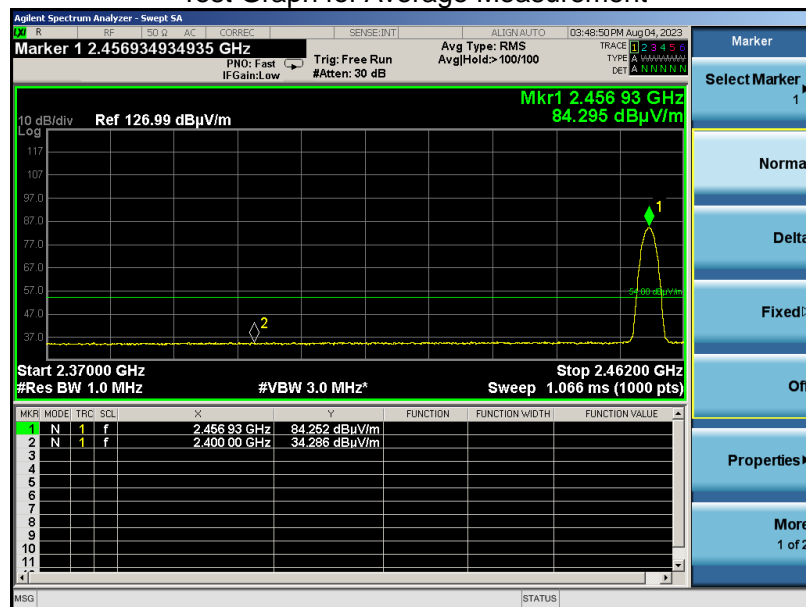 Test Graph for Average Measurement
Agilent Spectrum Analyzer - Swept SA
LXI R RF 50 Ω AC CORREC SENSE:INT ALIGN AUTO 03:48:50 PM Aug 04, 2023
Marker 1 2.456934934935 GHz
PNO: Fast
IFGain:Low
Trig: Free Run
#Atten: 30 dB
Avg Type: RMS
Avg|Hold:>100/100
TRACE 1 2 3 4 5 6
TYPE A WWWWW
DET A N N N N N
Mkr1 2.456 93 GHz
84.295 dBµV/m
10 dB/div Ref 126.99 dBµV/m
Log
117
107
97.0
87.0
77.0
67.0
57.0
47.0
37.0
1
54.00 dBµV/m
2
Start 2.37000 GHz Stop 2.46200 GHz
#Res BW 1.0 MHz #VBW 3.0 MHz* Sweep 1.066 ms (1000 pts)
MKR MODE TRC SCL X Y FUNCTION FUNCTION WIDTH FUNCTION VALUE
1 N 1 f 2.456 93 GHz 84.252 dBµV/m
2 N 1 f 2.400 00 GHz 34.286 dBµV/m
3
4
5
6
7
8
9
10
11
MSG STATUS
Marker
Select Marker
1
Norma
Delta
Fixed
Off
Properties
More
1 of 2